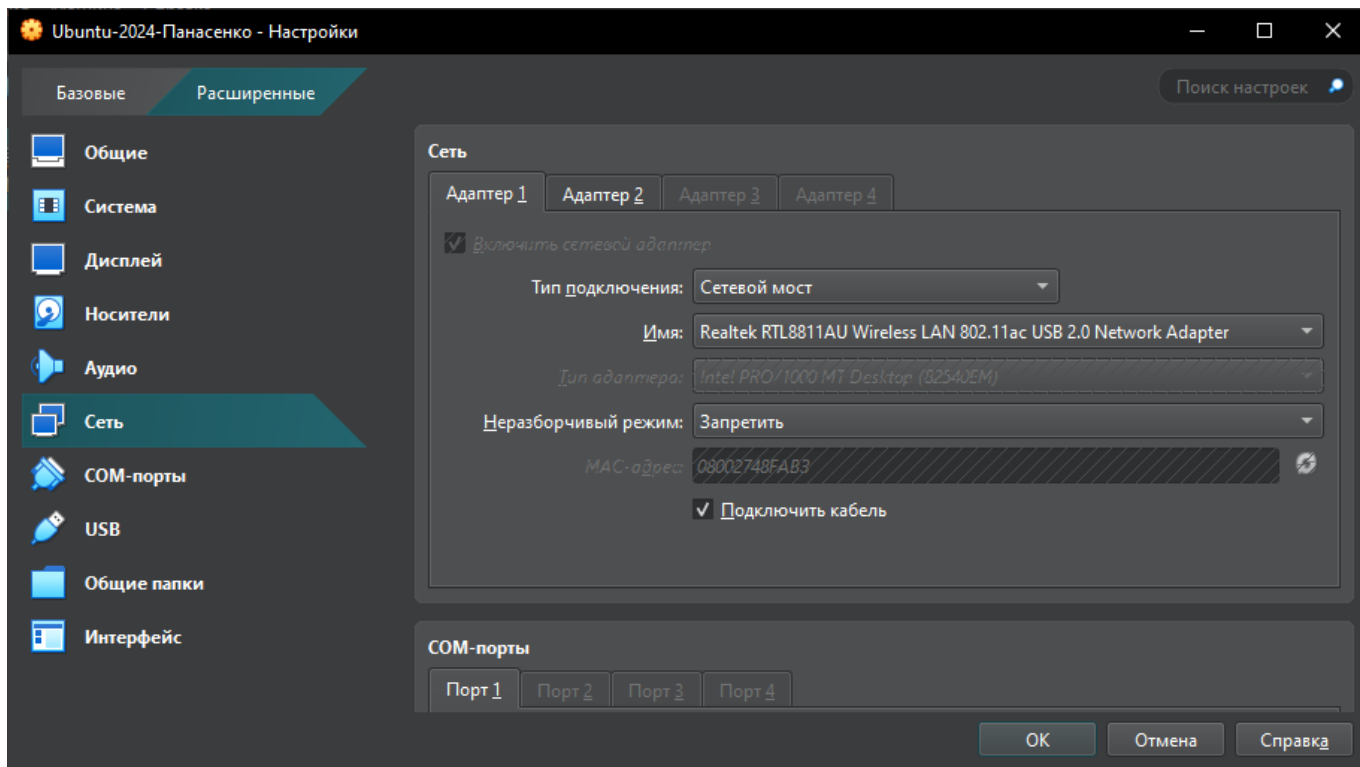 Ubuntu-2024-Панасенко - Настройки
Базовые
Расширенные
Поиск настроек
Общие
Система
Дисплей
Носители
Аудио
Сеть
COM-порты
USB
Общие папки
Интерфейс
Сеть
Адаптер 1
Адаптер 2
Адаптер 3
Адаптер 4
Включить сетевой адаптер
Тип подключения: Сетевой мост
Имя: Realtek RTL8811AU Wireless LAN 802.11ac USB 2.0 Network Adapter
Тип адаптера: Intel PRO/1000 MT Desktop (82540EM)
Неразборчивый режим: Запретить
MAC-адрес: 08002748FAB3
Подключить кабель
COM-порты
Порт 1
Порт 2
Порт 3
Порт 4
OK
Отмена
Справка